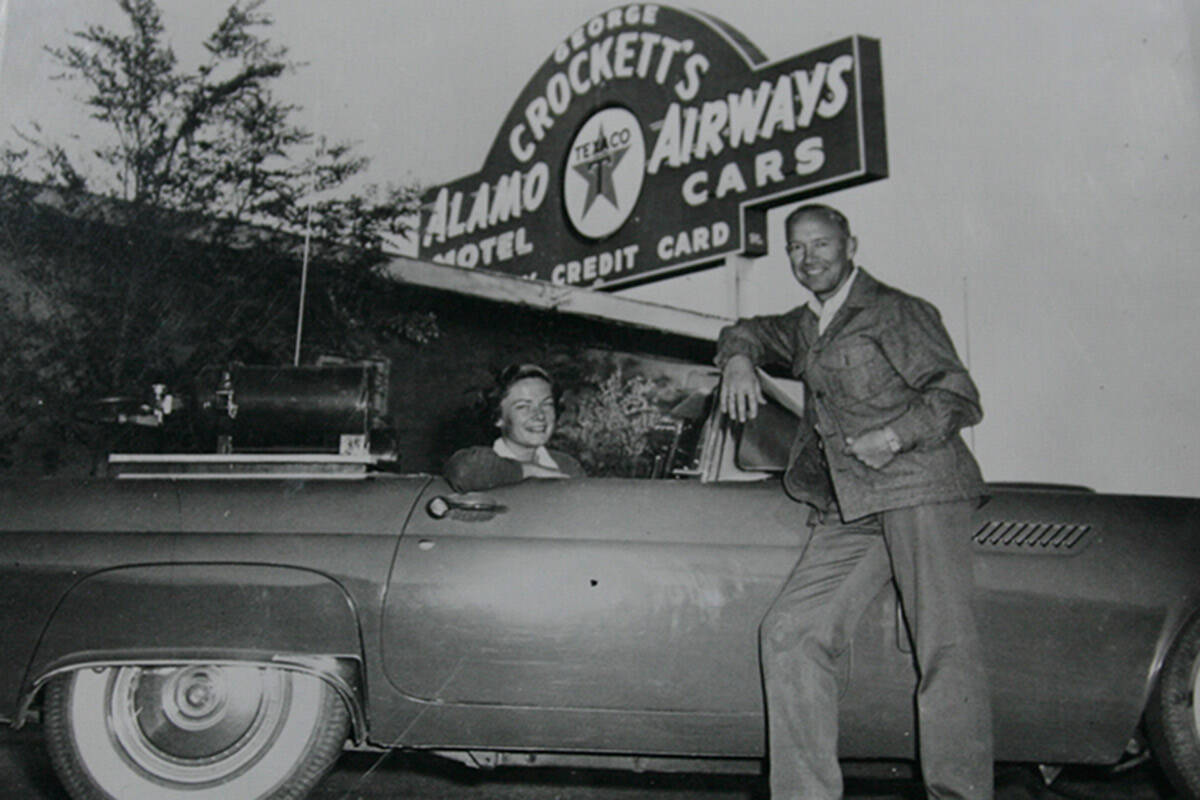 GEORGE
CROCKETT'S
ALAMO AIRWAYS
TEXACO
T
MOTEL CARS
CREDIT CARD